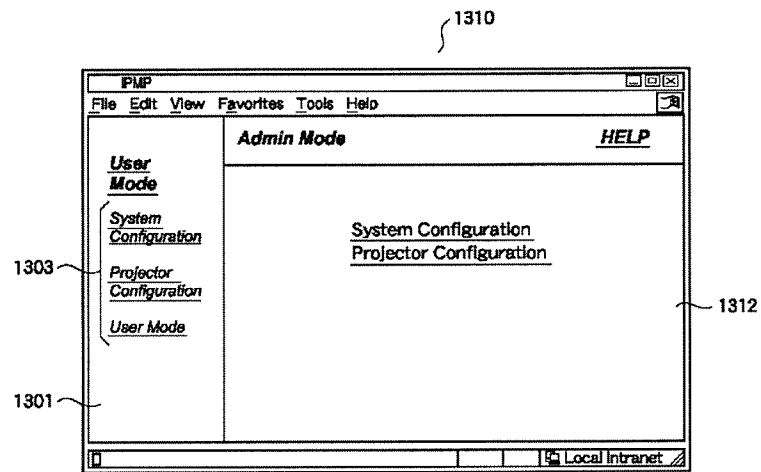 1310
IPMP
File Edit View Favorites Tools Help
Admin Mode
HELP
User
Mode
System
Configuration
Projector
Configuration
User Mode
System Configuration
Projector Configuration
1303
1312
1301
Local Intranet